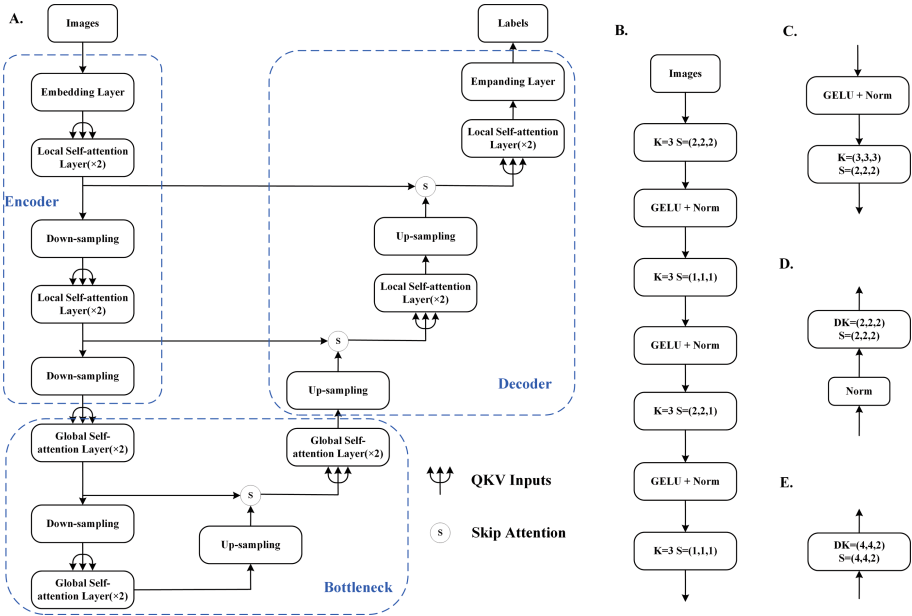 A.
Images
Embedding Layer
Local Self-attention
Layer(×2)
Encoder
Down-sampling
Local Self-attention
Layer(×2)
Down-sampling
Global Self-
attention Layer(×2)
Down-sampling
Global Self-
attention Layer(×2)
Up-sampling
S
Bottleneck
Global Self-
attention Layer(×2)
Up-sampling
S
Local Self-attention
Layer(×2)
Up-sampling
S
Local Self-attention
Layer(×2)
Empanding Layer
Labels
Decoder
QKV Inputs
S
Skip Attention
B.
Images
K=3 S=(2,2,2)
GELU + Norm
K=3 S=(1,1,1)
GELU + Norm
K=3 S=(2,2,1)
GELU + Norm
K=3 S=(1,1,1)
C.
GELU + Norm
K=(3,3,3)
S=(2,2,2)
D.
DK=(2,2,2)
S=(2,2,2)
Norm
E.
DK=(4,4,2)
S=(4,4,2)